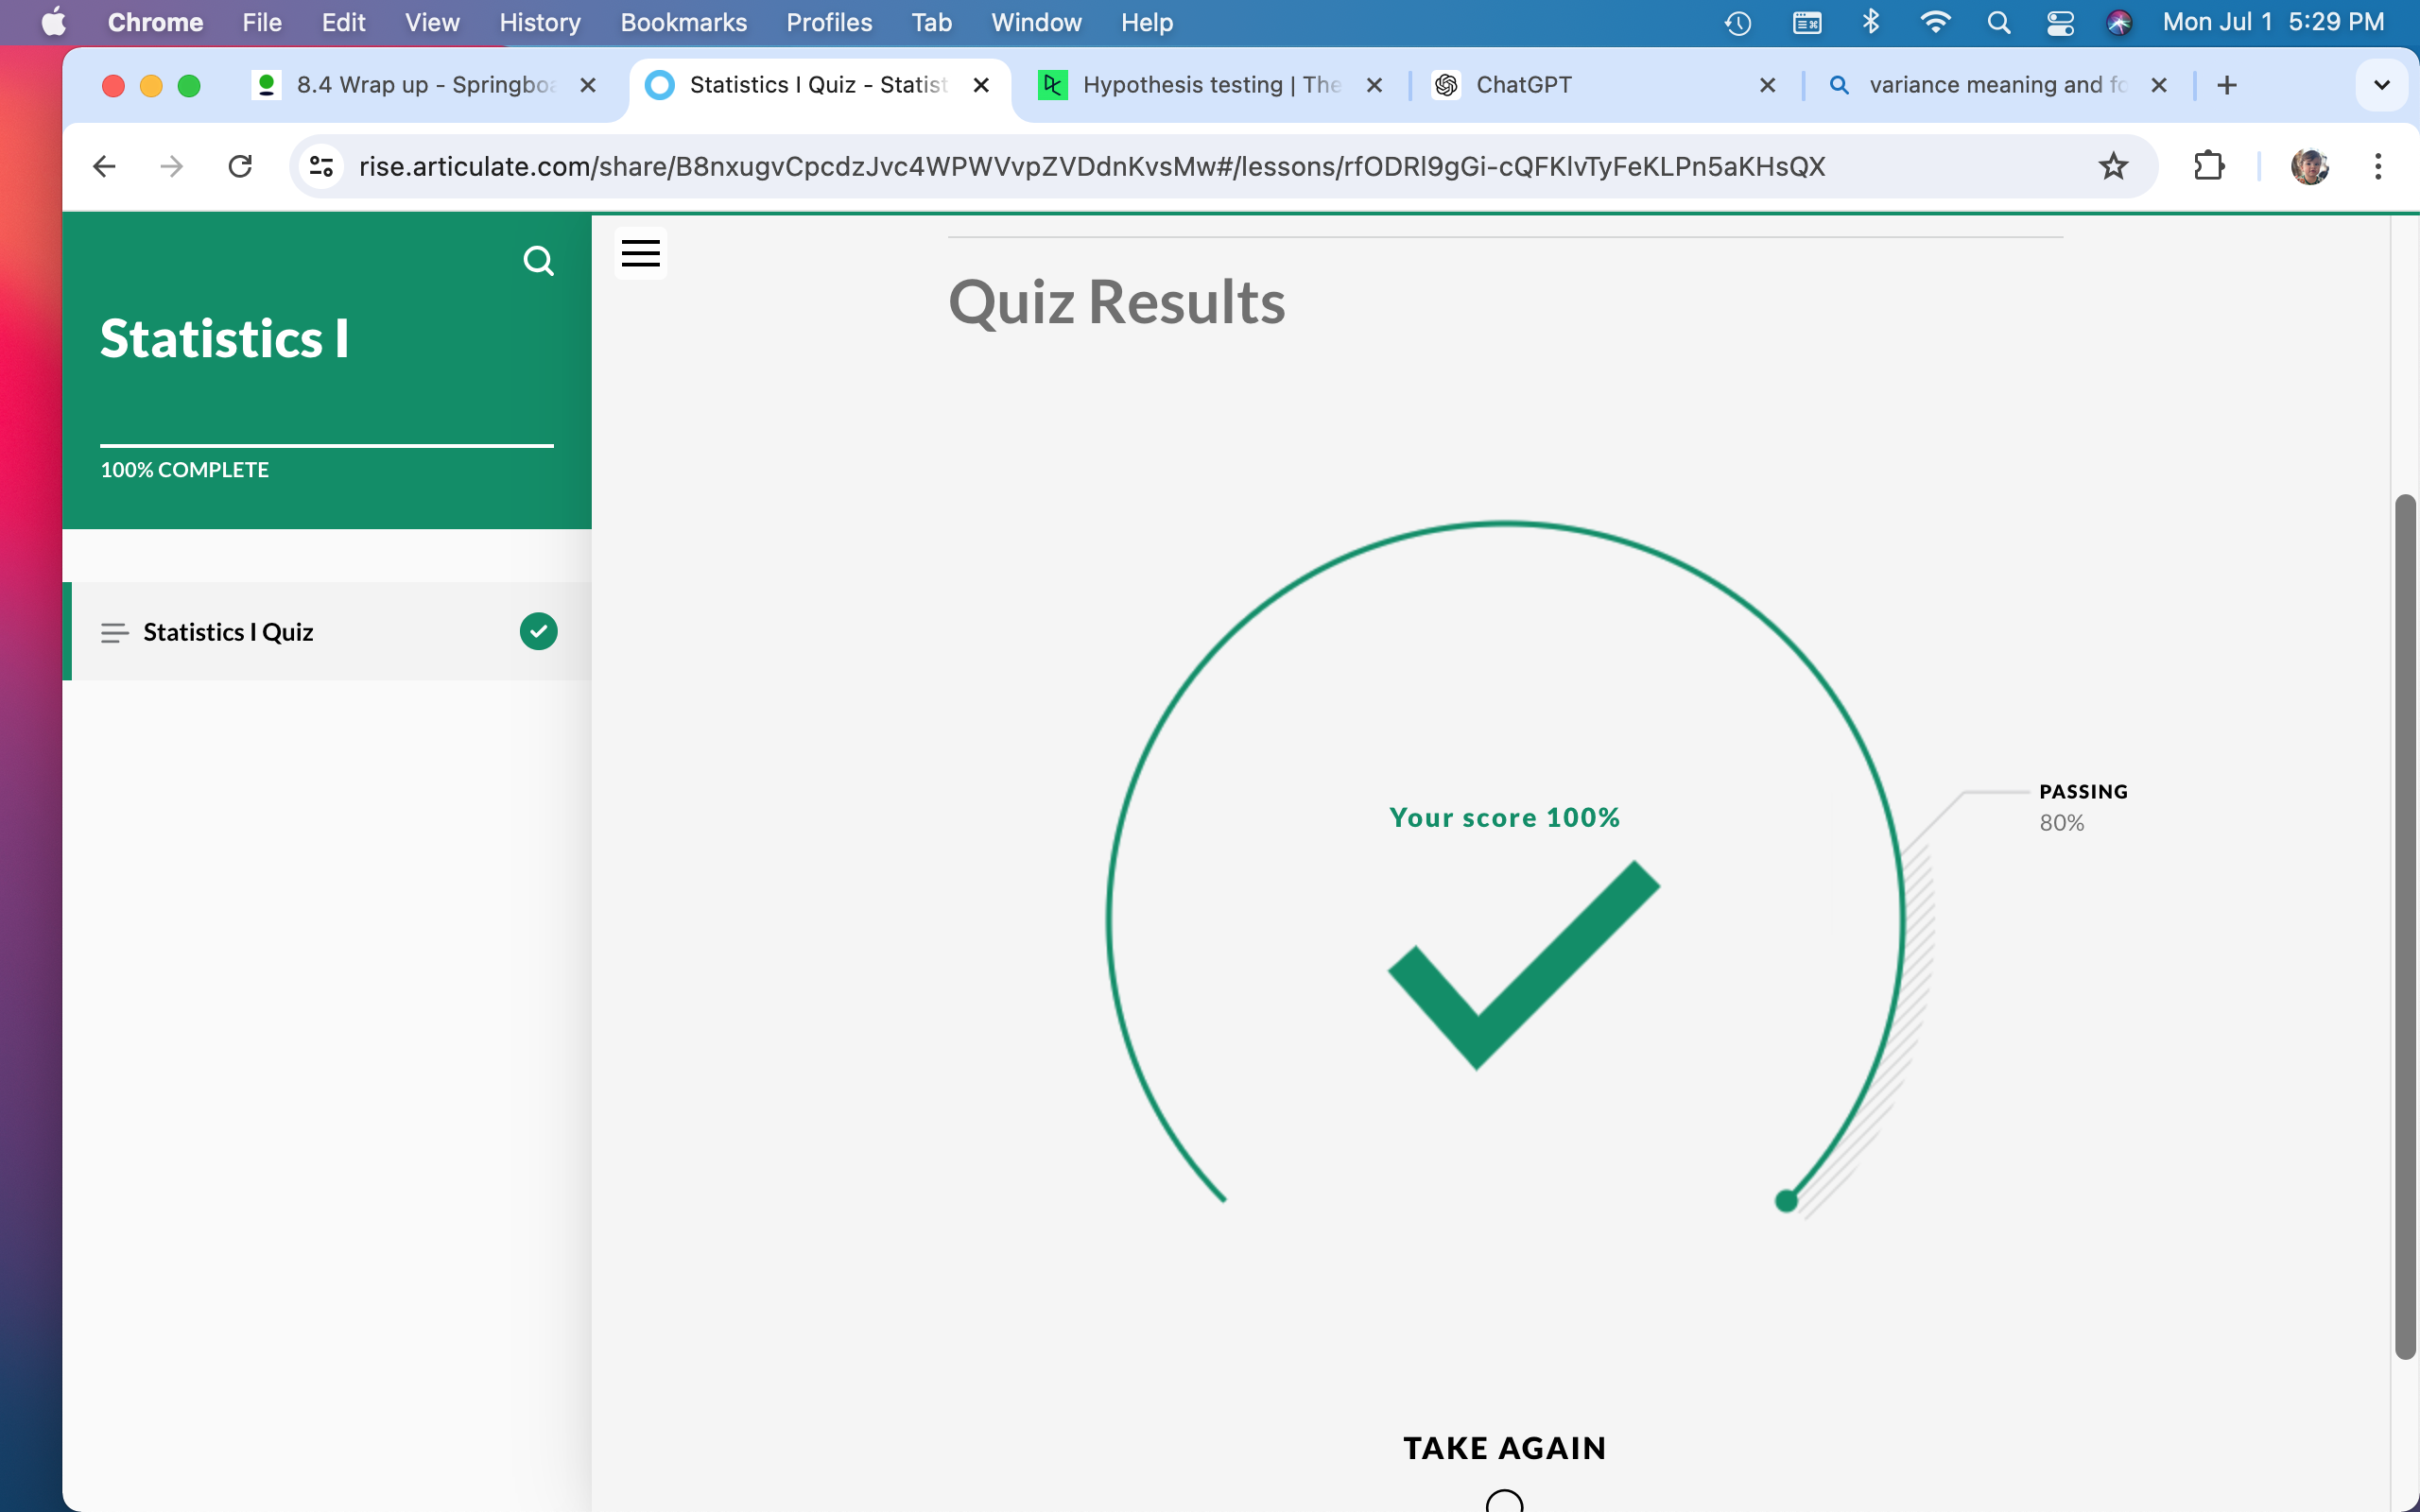 Chrome File Edit View History Bookmarks Profiles Tab Window Help Mon Jul 1 5:29 PM
8.4 Wrap up - Springboa Statistics I Quiz - Statist Hypothesis testing | The ChatGPT variance meaning and fo
rise.articulate.com/share/B8nxugvCpcdzJvc4WPWVvpZVDdnKvsMw#/lessons/rfODRl9gGi-cQFKlvTyFeKLPn5aKHsQX
Statistics I
100% COMPLETE
Statistics I Quiz
Quiz Results
Your score 100%
PASSING
80%
TAKE AGAIN